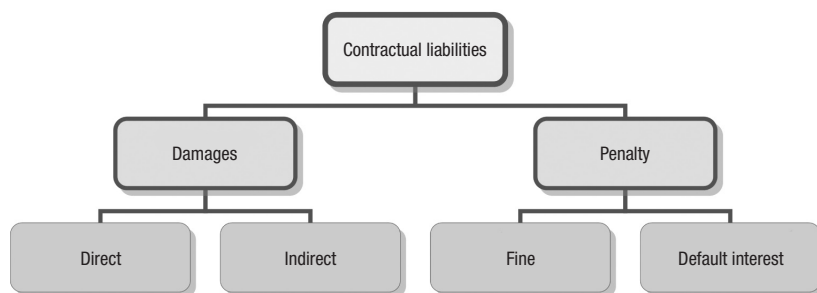 Contractual liabilities
Damages
Penalty
Direct
Indirect
Fine
Default interest